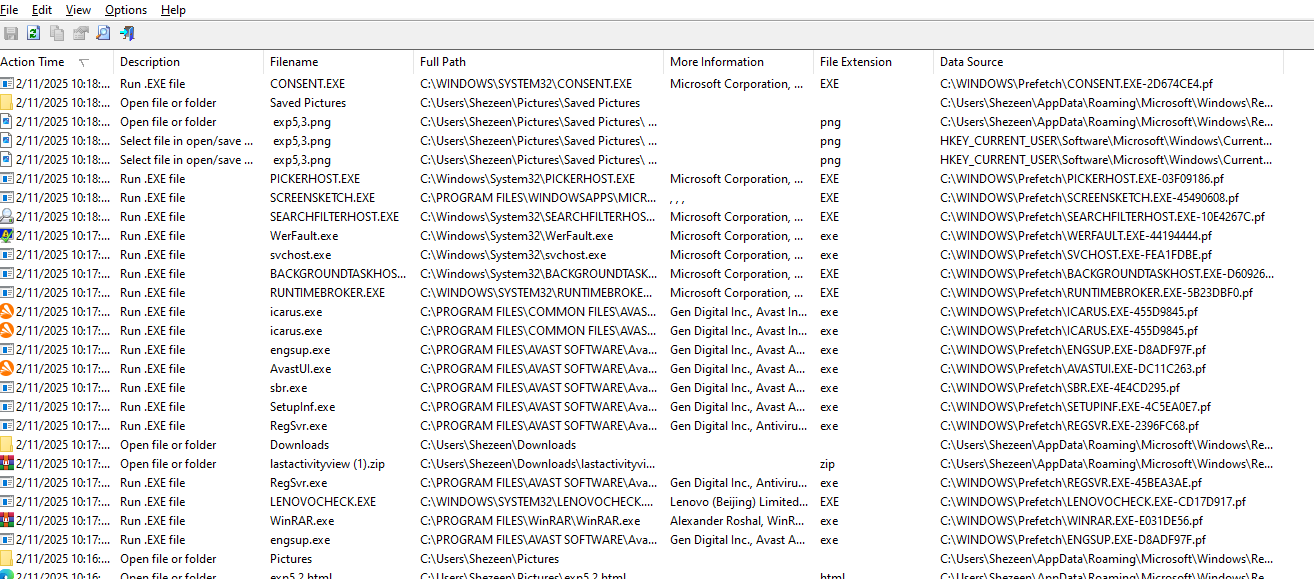 File Edit View Options Help
Action Time Description Filename Full Path More Information File Extension Data Source
2/11/2025 10:18:... Run .EXE file CONSENT.EXE C:\WINDOWS\SYSTEM32\CONSENT.EXE Microsoft Corporation, ... EXE C:\WINDOWS\Prefetch\CONSENT.EXE-2D674CE4.pf
2/11/2025 10:18:... Open file or folder Saved Pictures C:\Users\Shezeen\Pictures\Saved Pictures C:\Users\Shezeen\AppData\Roaming\Microsoft\Windows\Re...
2/11/2025 10:18:... Open file or folder exp5,3.png C:\Users\Shezeen\Pictures\Saved Pictures\ ... png C:\Users\Shezeen\AppData\Roaming\Microsoft\Windows\Re...
2/11/2025 10:18:... Select file in open/save ... exp5,3.png C:\Users\Shezeen\Pictures\Saved Pictures\ ... png HKEY_CURRENT_USER\Software\Microsoft\Windows\Current...
2/11/2025 10:18:... Select file in open/save ... exp5,3.png C:\Users\Shezeen\Pictures\Saved Pictures\ ... png HKEY_CURRENT_USER\Software\Microsoft\Windows\Current...
2/11/2025 10:18:... Run .EXE file PICKERHOST.EXE C:\Windows\System32\PICKERHOST.EXE Microsoft Corporation, ... EXE C:\WINDOWS\Prefetch\PICKERHOST.EXE-03F09186.pf
2/11/2025 10:18:... Run .EXE file SCREENSKETCH.EXE C:\PROGRAM FILES\WINDOWSAPPS\MICR... , , , EXE C:\WINDOWS\Prefetch\SCREENSKETCH.EXE-45490608.pf
2/11/2025 10:18:... Run .EXE file SEARCHFILTERHOST.EXE C:\Windows\System32\SEARCHFILTERHOS... Microsoft Corporation, ... EXE C:\WINDOWS\Prefetch\SEARCHFILTERHOST.EXE-10E4267C.pf
2/11/2025 10:17:... Run .EXE file WerFault.exe C:\Windows\System32\WerFault.exe Microsoft Corporation, ... exe C:\WINDOWS\Prefetch\WERFAULT.EXE-44194444.pf
2/11/2025 10:17:... Run .EXE file svchost.exe C:\Windows\System32\svchost.exe Microsoft Corporation, ... exe C:\WINDOWS\Prefetch\SVCHOST.EXE-FEA1FDBE.pf
2/11/2025 10:17:... Run .EXE file BACKGROUNDTASKHOS... C:\Windows\System32\BACKGROUNDTASK... Microsoft Corporation, ... EXE C:\WINDOWS\Prefetch\BACKGROUNDTASKHOST.EXE-D60926...
2/11/2025 10:17:... Run .EXE file RUNTIMEBROKER.EXE C:\WINDOWS\SYSTEM32\RUNTIMEBROKE... Microsoft Corporation, ... EXE C:\WINDOWS\Prefetch\RUNTIMEBROKER.EXE-5B23DBF0.pf
2/11/2025 10:17:... Run .EXE file icarus.exe C:\PROGRAM FILES\COMMON FILES\AVAS... Gen Digital Inc., Avast In... exe C:\WINDOWS\Prefetch\ICARUS.EXE-455D9845.pf
2/11/2025 10:17:... Run .EXE file icarus.exe C:\PROGRAM FILES\COMMON FILES\AVAS... Gen Digital Inc., Avast In... exe C:\WINDOWS\Prefetch\ICARUS.EXE-455D9845.pf
2/11/2025 10:17:... Run .EXE file engsup.exe C:\PROGRAM FILES\AVAST SOFTWARE\Ava... Gen Digital Inc., Avast A... exe C:\WINDOWS\Prefetch\ENGSUP.EXE-D8ADF97F.pf
2/11/2025 10:17:... Run .EXE file AvastUI.exe C:\PROGRAM FILES\AVAST SOFTWARE\Ava... Gen Digital Inc., Avast A... exe C:\WINDOWS\Prefetch\AVASTUI.EXE-DC11C263.pf
2/11/2025 10:17:... Run .EXE file sbr.exe C:\PROGRAM FILES\AVAST SOFTWARE\Ava... Gen Digital Inc., Avast A... exe C:\WINDOWS\Prefetch\SBR.EXE-4E4CD295.pf
2/11/2025 10:17:... Run .EXE file SetupInf.exe C:\PROGRAM FILES\AVAST SOFTWARE\Ava... Gen Digital Inc., Avast A... exe C:\WINDOWS\Prefetch\SETUPINF.EXE-4C5EA0E7.pf
2/11/2025 10:17:... Run .EXE file RegSvr.exe C:\PROGRAM FILES\AVAST SOFTWARE\Ava... Gen Digital Inc., Antiviru... exe C:\WINDOWS\Prefetch\REGSVR.EXE-2396FC68.pf
2/11/2025 10:17:... Open file or folder Downloads C:\Users\Shezeen\Downloads C:\Users\Shezeen\AppData\Roaming\Microsoft\Windows\Re...
2/11/2025 10:17:... Open file or folder lastactivityview (1).zip C:\Users\Shezeen\Downloads\lastactivityvi... zip C:\Users\Shezeen\AppData\Roaming\Microsoft\Windows\Re...
2/11/2025 10:17:... Run .EXE file RegSvr.exe C:\PROGRAM FILES\AVAST SOFTWARE\Ava... Gen Digital Inc., Antiviru... exe C:\WINDOWS\Prefetch\REGSVR.EXE-45BEA3AE.pf
2/11/2025 10:17:... Run .EXE file LENOVOCHECK.EXE C:\WINDOWS\SYSTEM32\LENOVOCHECK.... Lenovo (Beijing) Limited... EXE C:\WINDOWS\Prefetch\LENOVOCHECK.EXE-CD17D917.pf
2/11/2025 10:17:... Run .EXE file WinRAR.exe C:\PROGRAM FILES\WinRAR\WinRAR.exe Alexander Roshal, WinR... exe C:\WINDOWS\Prefetch\WINRAR.EXE-E031DE56.pf
2/11/2025 10:17:... Run .EXE file engsup.exe C:\PROGRAM FILES\AVAST SOFTWARE\Ava... Gen Digital Inc., Avast A... exe C:\WINDOWS\Prefetch\ENGSUP.EXE-D8ADF97F.pf
2/11/2025 10:16:... Open file or folder Pictures C:\Users\Shezeen\Pictures C:\Users\Shezeen\AppData\Roaming\Microsoft\Windows\Re...
2/11/2025 10:16:... Open file or folder exp5.2.html C:\Users\Shezeen\Pictures\exp5.2.html html C:\Users\Shezeen\AppData\Roaming\Microsoft\Windows\Re...